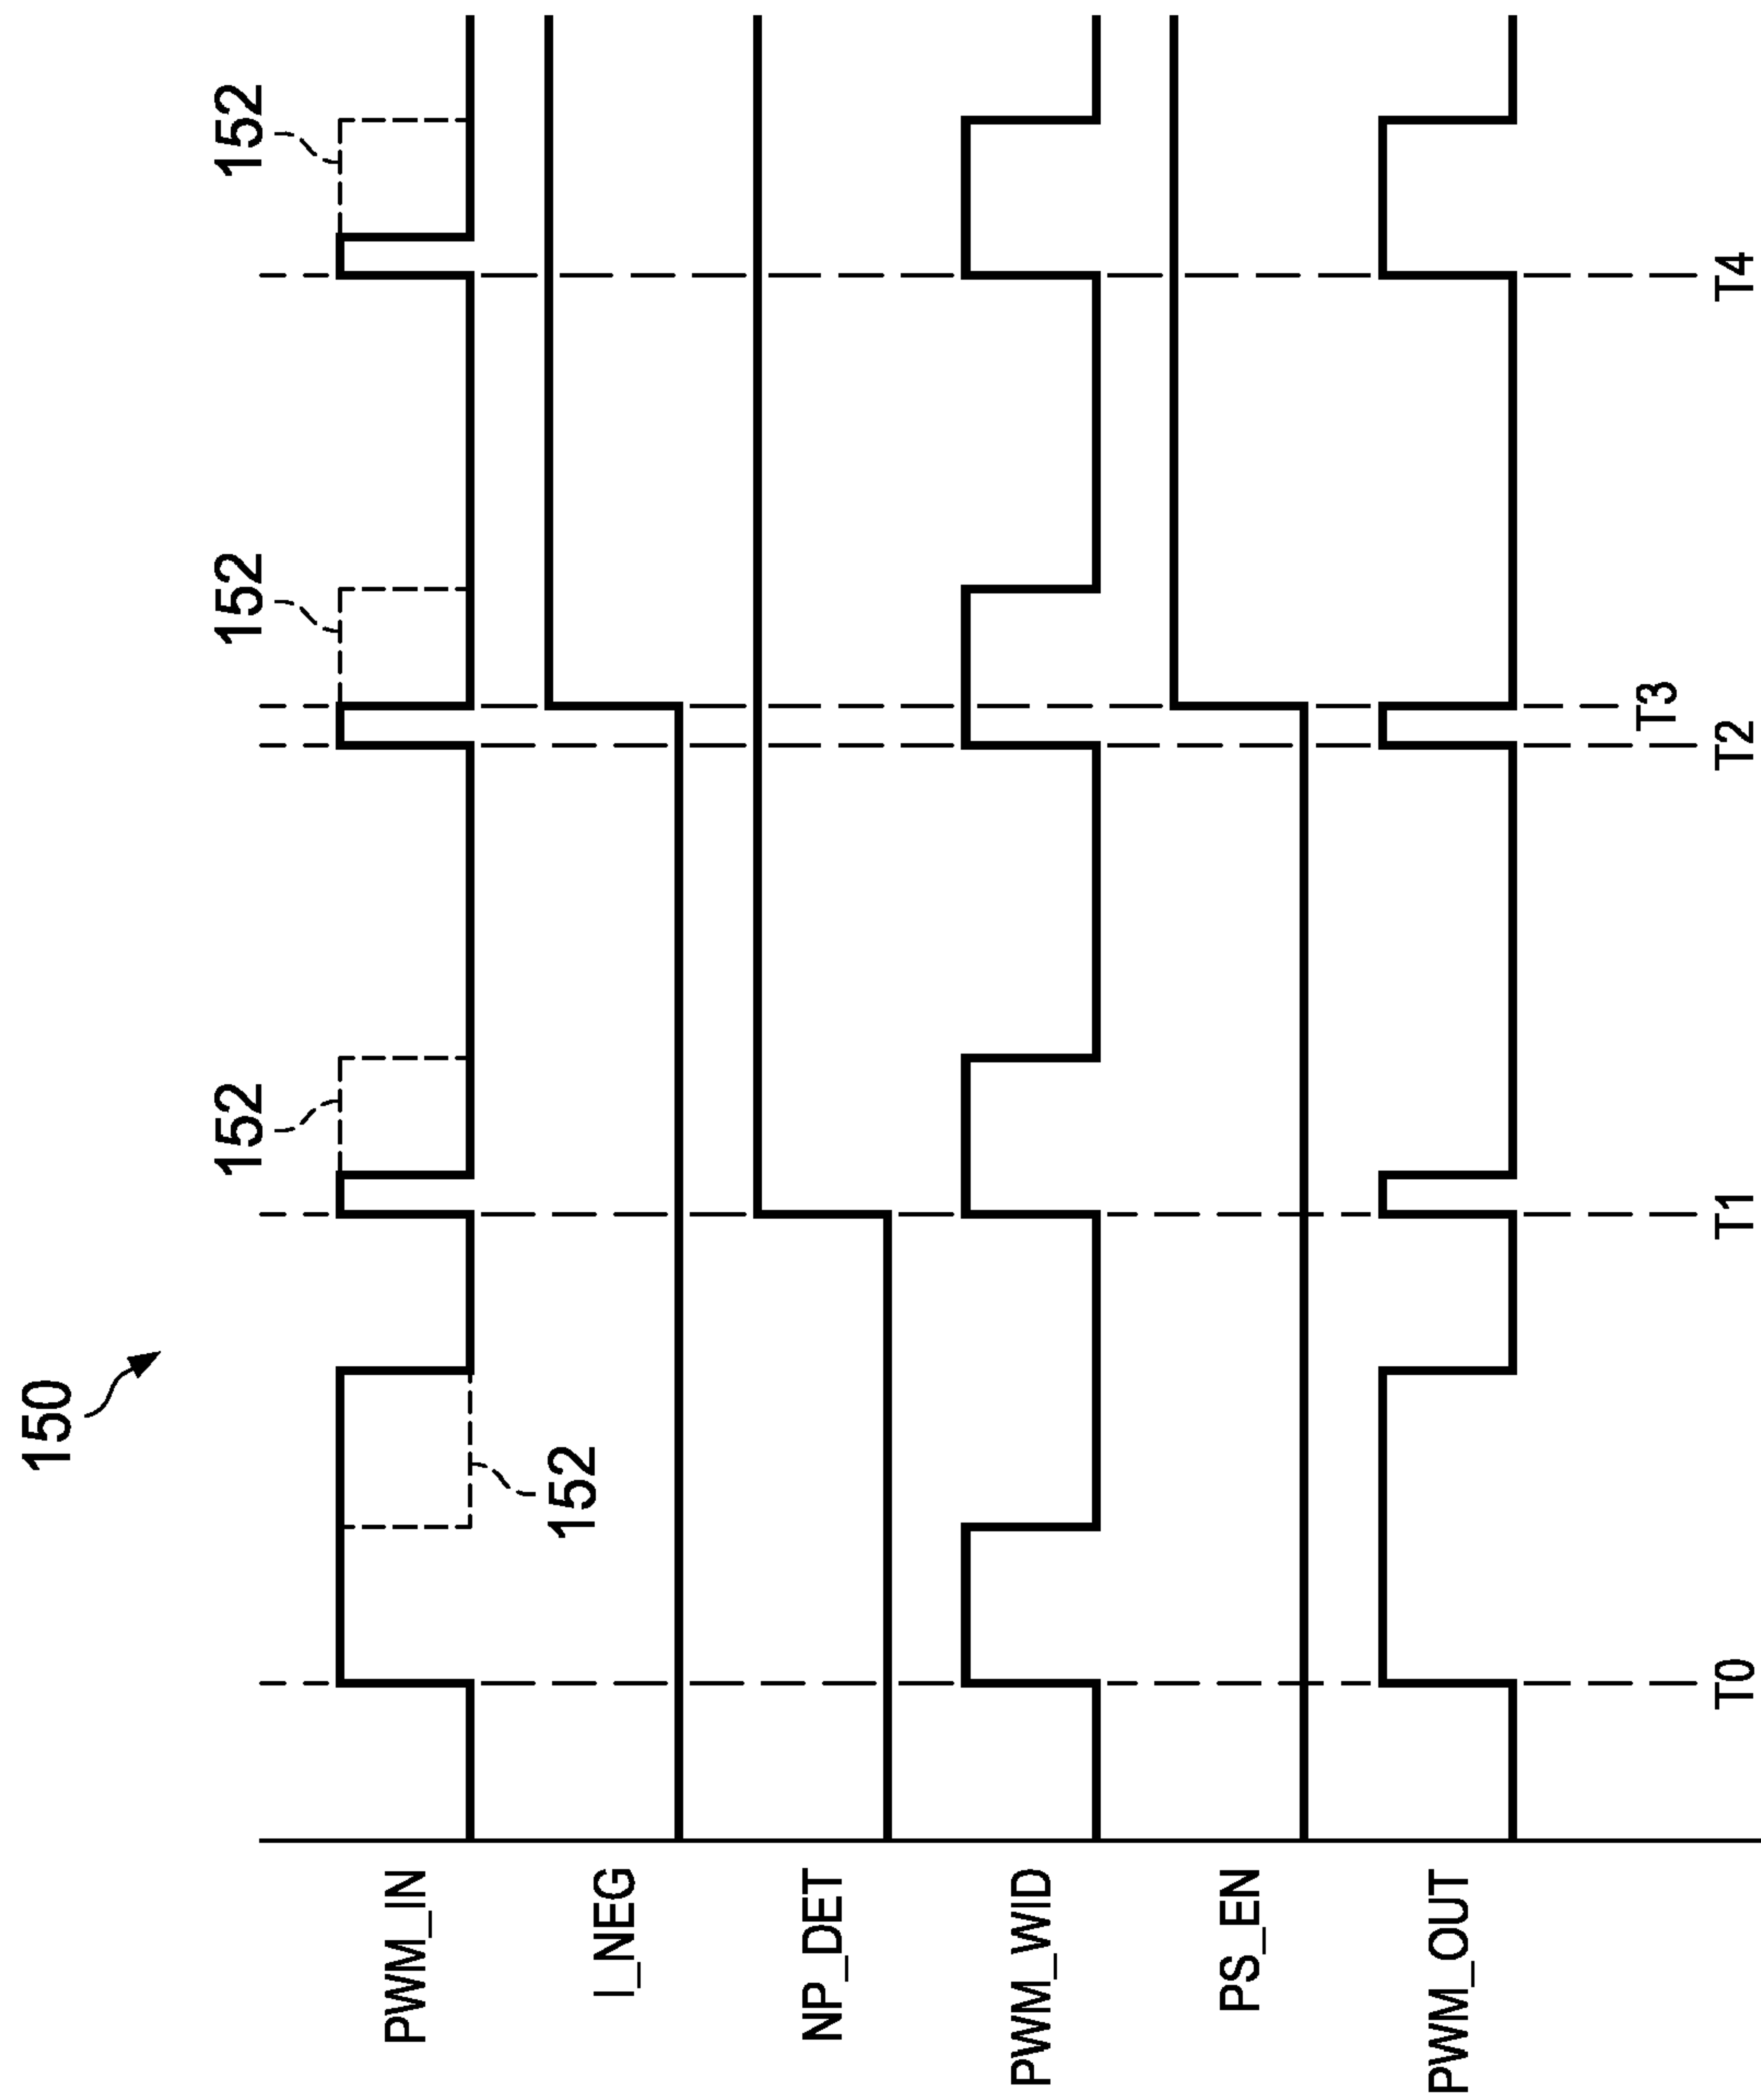 150
152
152
152
PWM_IN
152
I_NEG
NP_DET
PWM_WID
PS_EN
PWM_OUT
T3
T0
T1
T2
T4